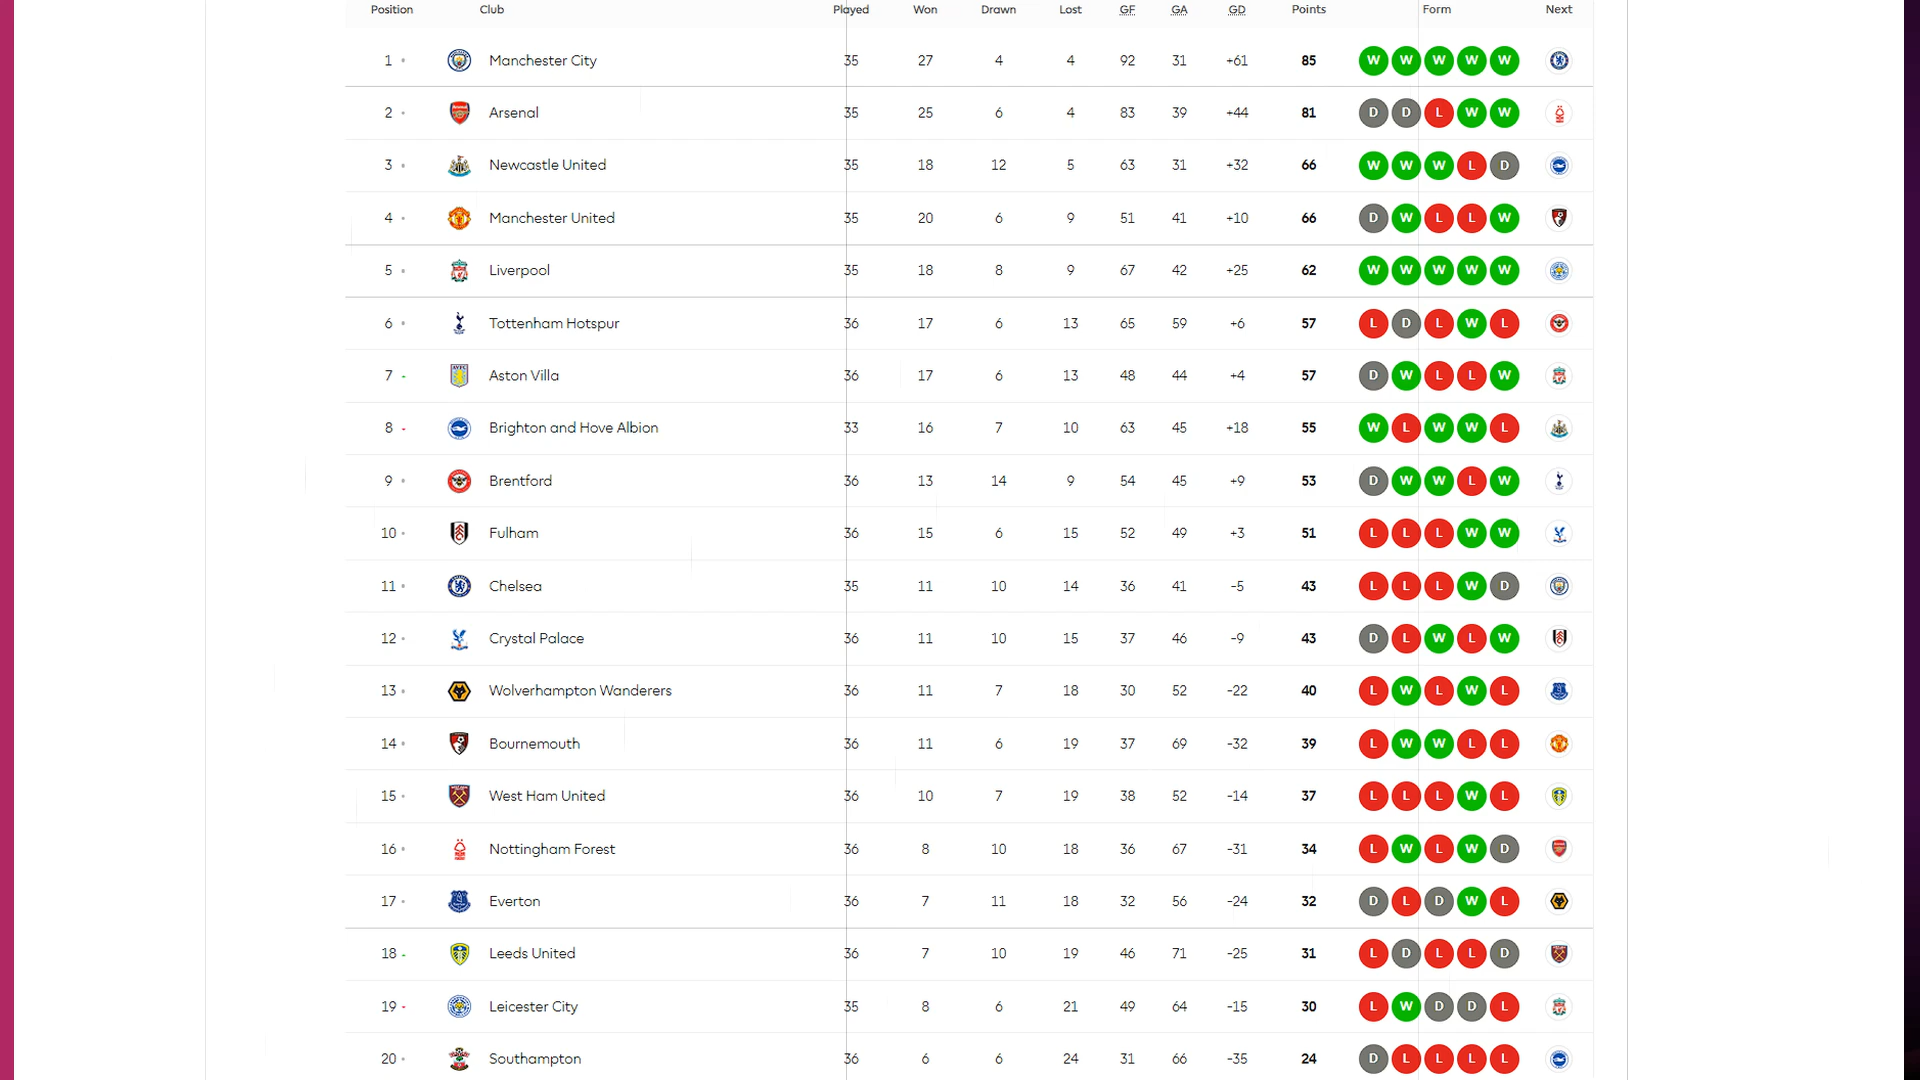 Position Club Played Won Drawn Lost GF GA GD Points Form Next
1 Manchester City 35 27 4 4 92 31 +61 85 W W W W W
2 Arsenal 35 25 6 4 83 39 +44 81 D D L W W
3 Newcastle United 35 18 12 5 63 31 +32 66 W W W L D
4 Manchester United 35 20 6 9 51 41 +10 66 D W L L W
5 Liverpool 35 18 8 9 67 42 +25 62 W W W W W
6 Tottenham Hotspur 36 17 6 13 65 59 +6 57 L D L W L
7 Aston Villa 36 17 6 13 48 44 +4 57 D W L L W
8 Brighton and Hove Albion 33 16 7 10 63 45 +18 55 W L W W L
9 Brentford 36 13 14 9 54 45 +9 53 D W W L W
10 Fulham 36 15 6 15 52 49 +3 51 L L L W W
11 Chelsea 35 11 10 14 36 41 -5 43 L L L W D
12 Crystal Palace 36 11 10 15 37 46 -9 43 D L W L W
13 Wolverhampton Wanderers 36 11 7 18 30 52 -22 40 L W L W L
14 Bournemouth 36 11 6 19 37 69 -32 39 L W W L L
15 West Ham United 36 10 7 19 38 52 -14 37 L L L W L
16 Nottingham Forest 36 8 10 18 36 67 -31 34 L W L W D
17 Everton 36 7 11 18 32 56 -24 32 D L D W L
18 Leeds United 36 7 10 19 46 71 -25 31 L D L L D
19 Leicester City 35 8 6 21 49 64 -15 30 L W D D L
20 Southampton 36 6 6 24 31 66 -35 24 D L L L L